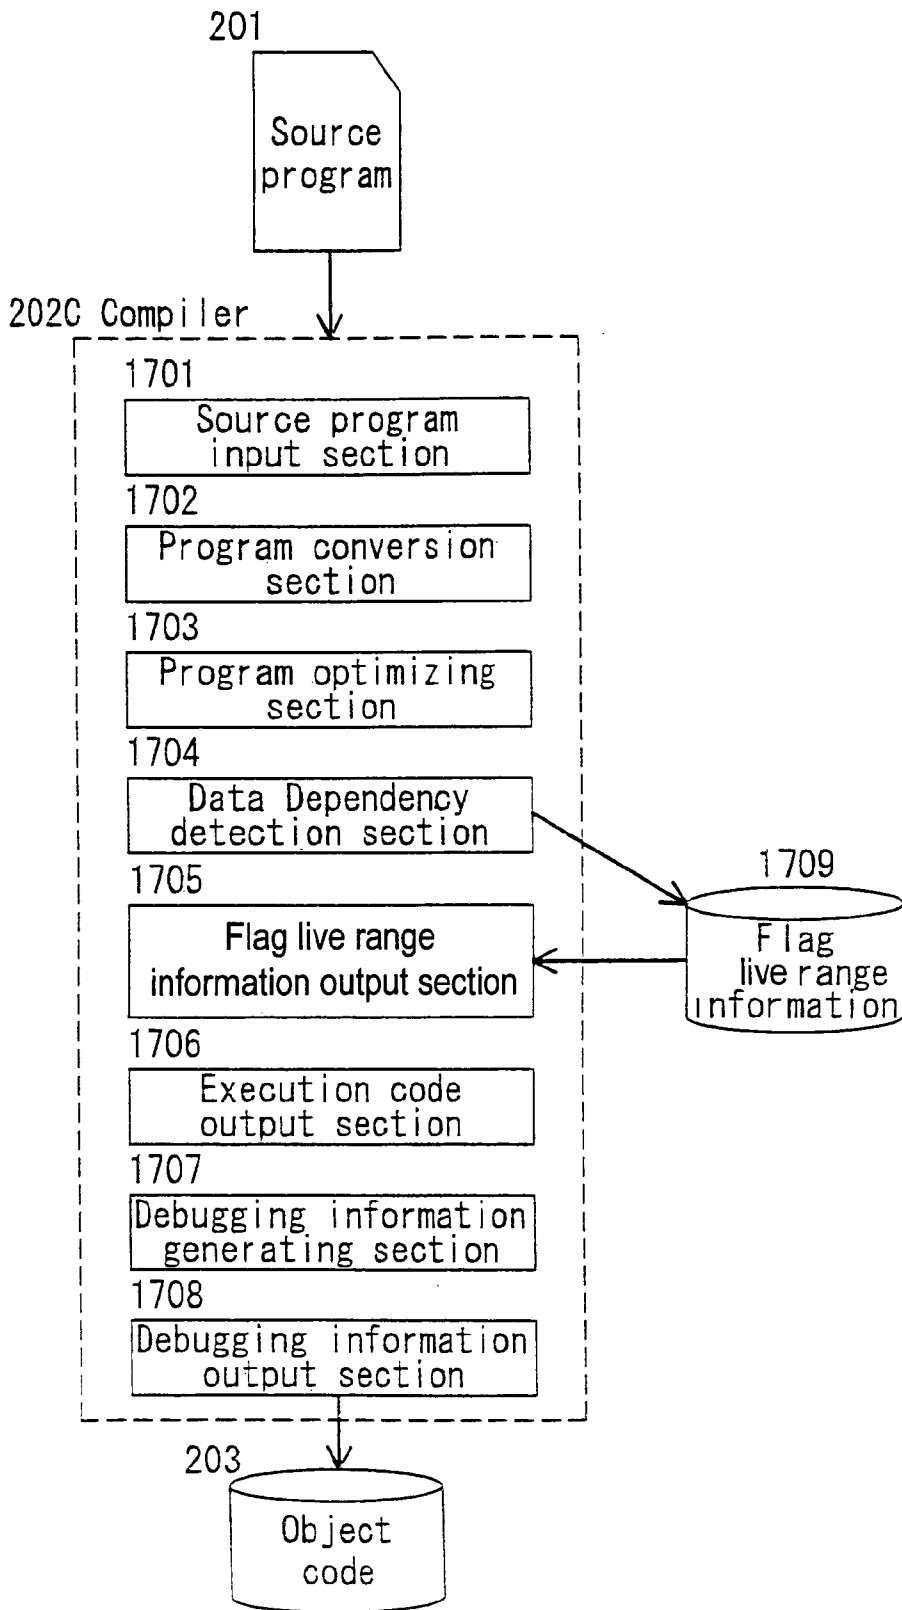 201
Source
program
202C Compiler
1701
Source program
input section
1702
Program conversion
section
1703
Program optimizing
section
1704
Data Dependency
detection section
1705
Flag live range
information output section
1709
Flag
live range
information
1706
Execution code
output section
1707
Debugging information
generating section
1708
Debugging information
output section
203
Object
code